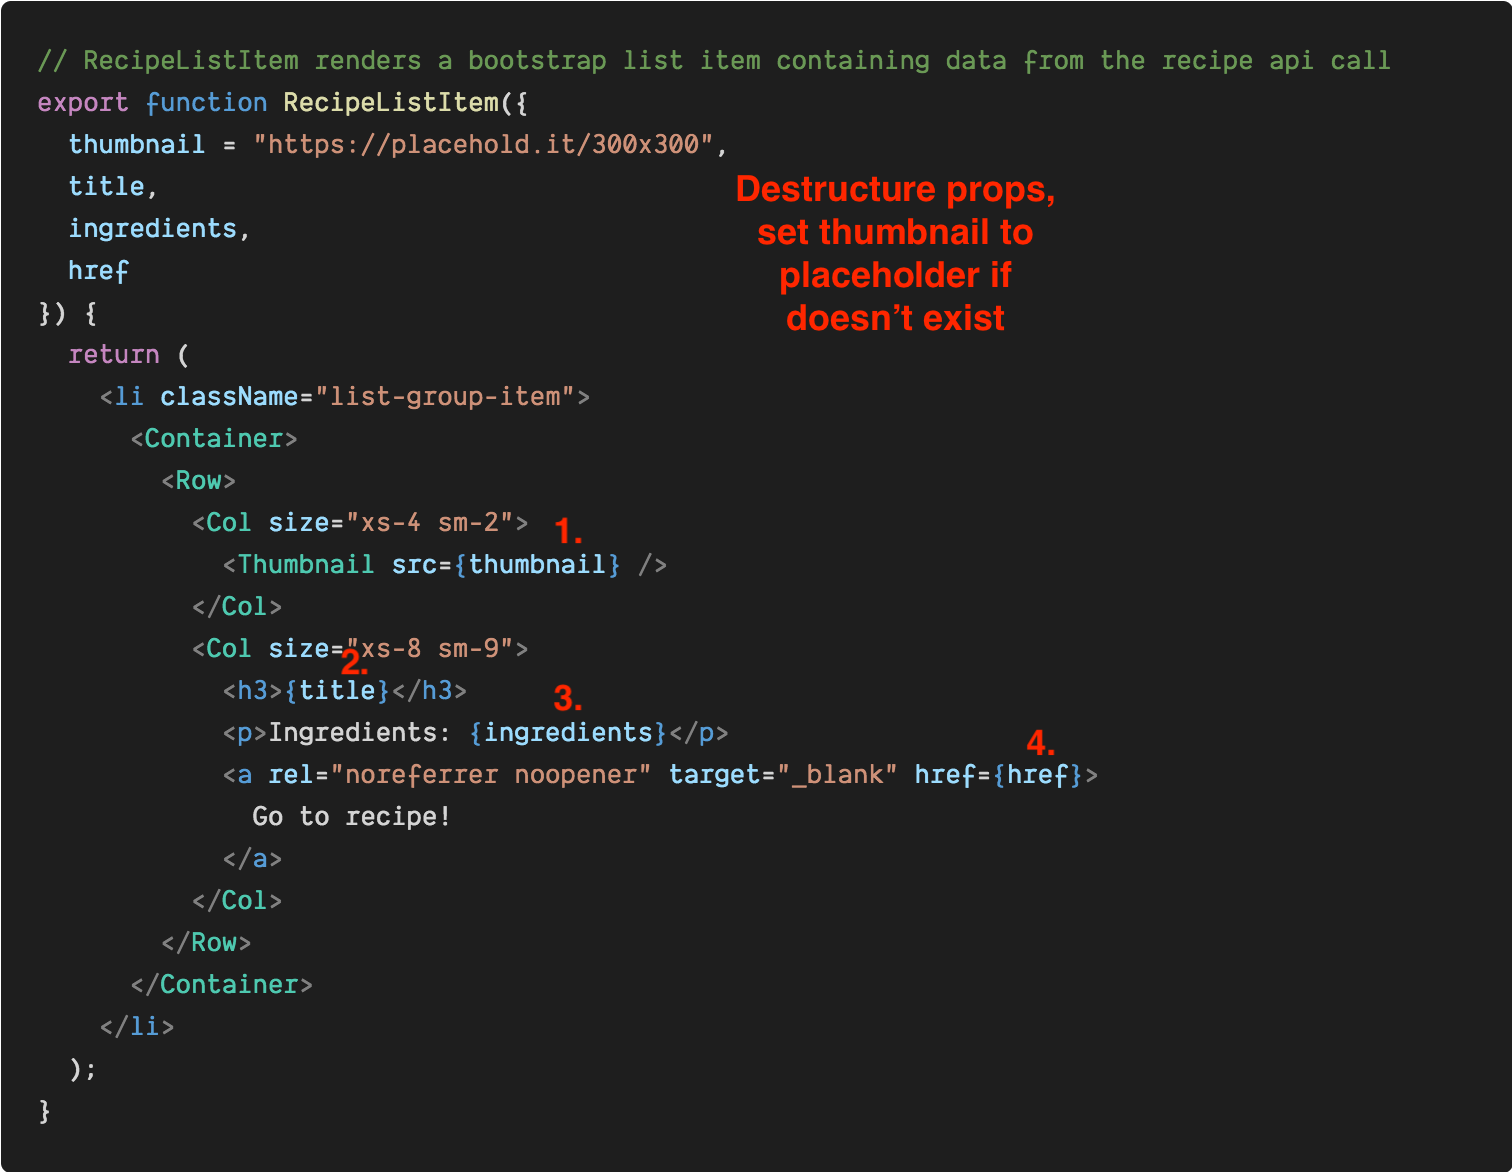 // RecipeListItem renders a bootstrap list item containing data from the recipe api call
export function RecipeListItem({
  thumbnail = "https://placehold.it/300x300",
  title,
  ingredients,
  href
}) {
Destructure props,
set thumbnail to
placeholder if
doesn’t exist
  return (
    <li className="list-group-item">
      <Container>
        <Row>
          <Col size="xs-4 sm-2">
1.
            <Thumbnail src={thumbnail} />
          </Col>
          <Col size="xs-8 sm-9">
2.
            <h3>{title}</h3>
3.
            <p>Ingredients: {ingredients}</p>
4.
            <a rel="noreferrer noopener" target="_blank" href={href}>
              Go to recipe!
            </a>
          </Col>
        </Row>
      </Container>
    </li>
  );
}